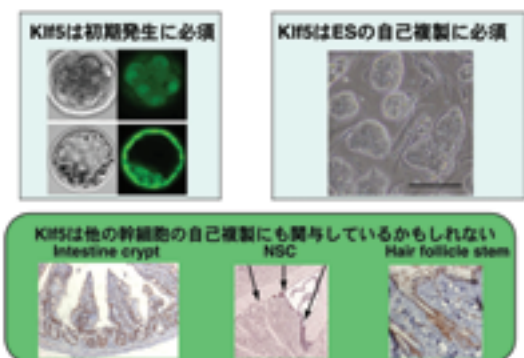 Klf5は初期発生に必須
Klf5はESの自己複製に必須
Klf5は他の幹細胞の自己複製にも関与しているかもしれない
Intestine crypt
NSC
Hair follicle stem